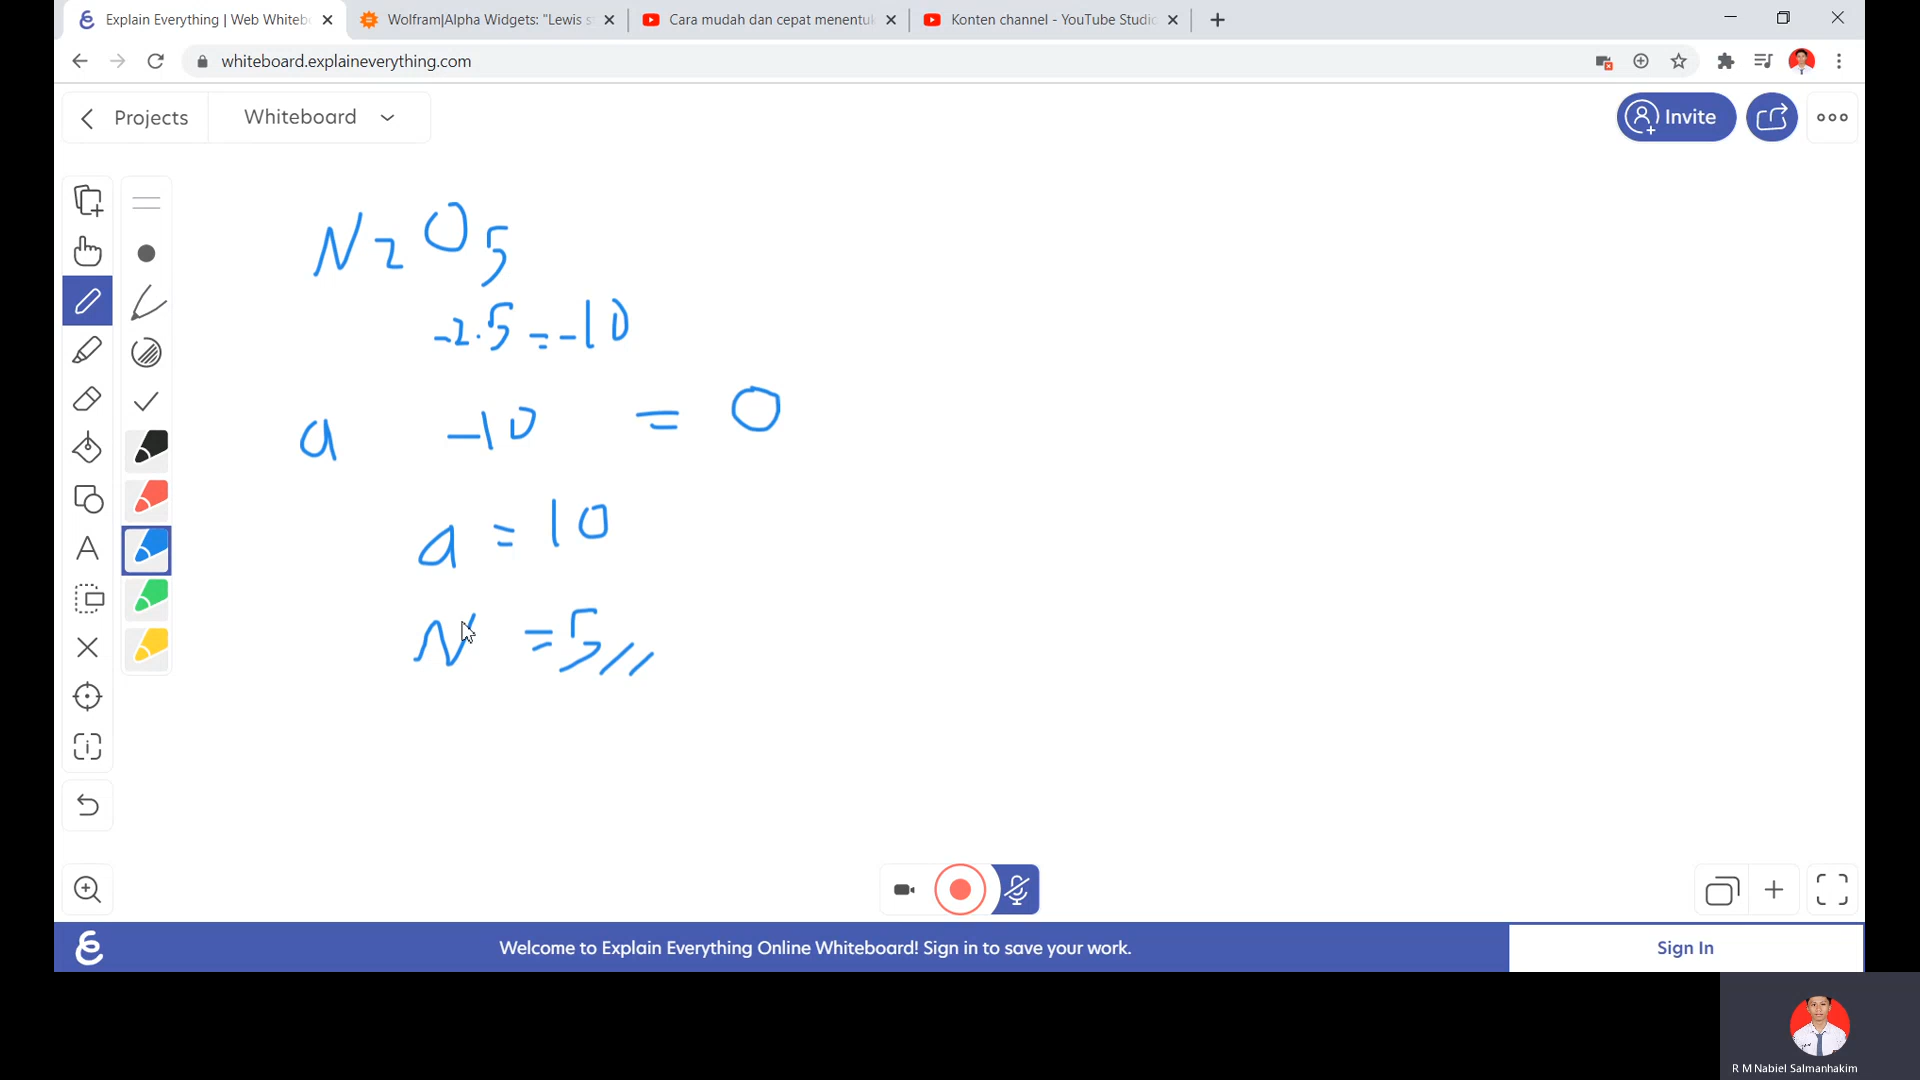 Explain Everything | Web Whitebo
Wolfram|Alpha Widgets: "Lewis s
Cara mudah dan cepat menentuk
Konten channel - YouTube Studio
whiteboard.explaineverything.com
Projects
Whiteboard
Invite
N2O5
-2.5=-10
a -10 = 0
a = 10
N = 5//
A
Welcome to Explain Everything Online Whiteboard! Sign in to save your work.
Sign In
R M Nabiel Salmanhakim